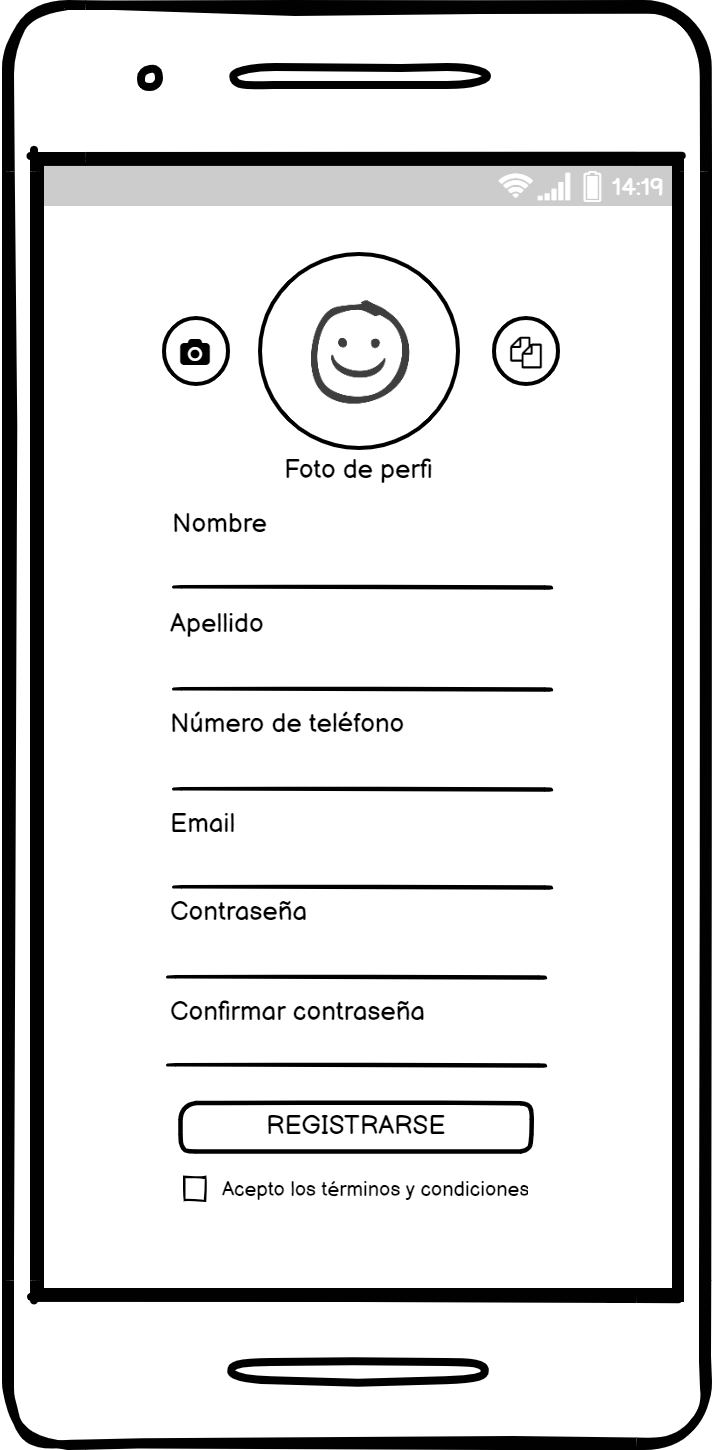 14:19
Foto de perfi
Nombre
Apellido
Número de teléfono
Email
Contraseña
Confirmar contraseña
REGISTRARSE
Acepto los términos y condiciones